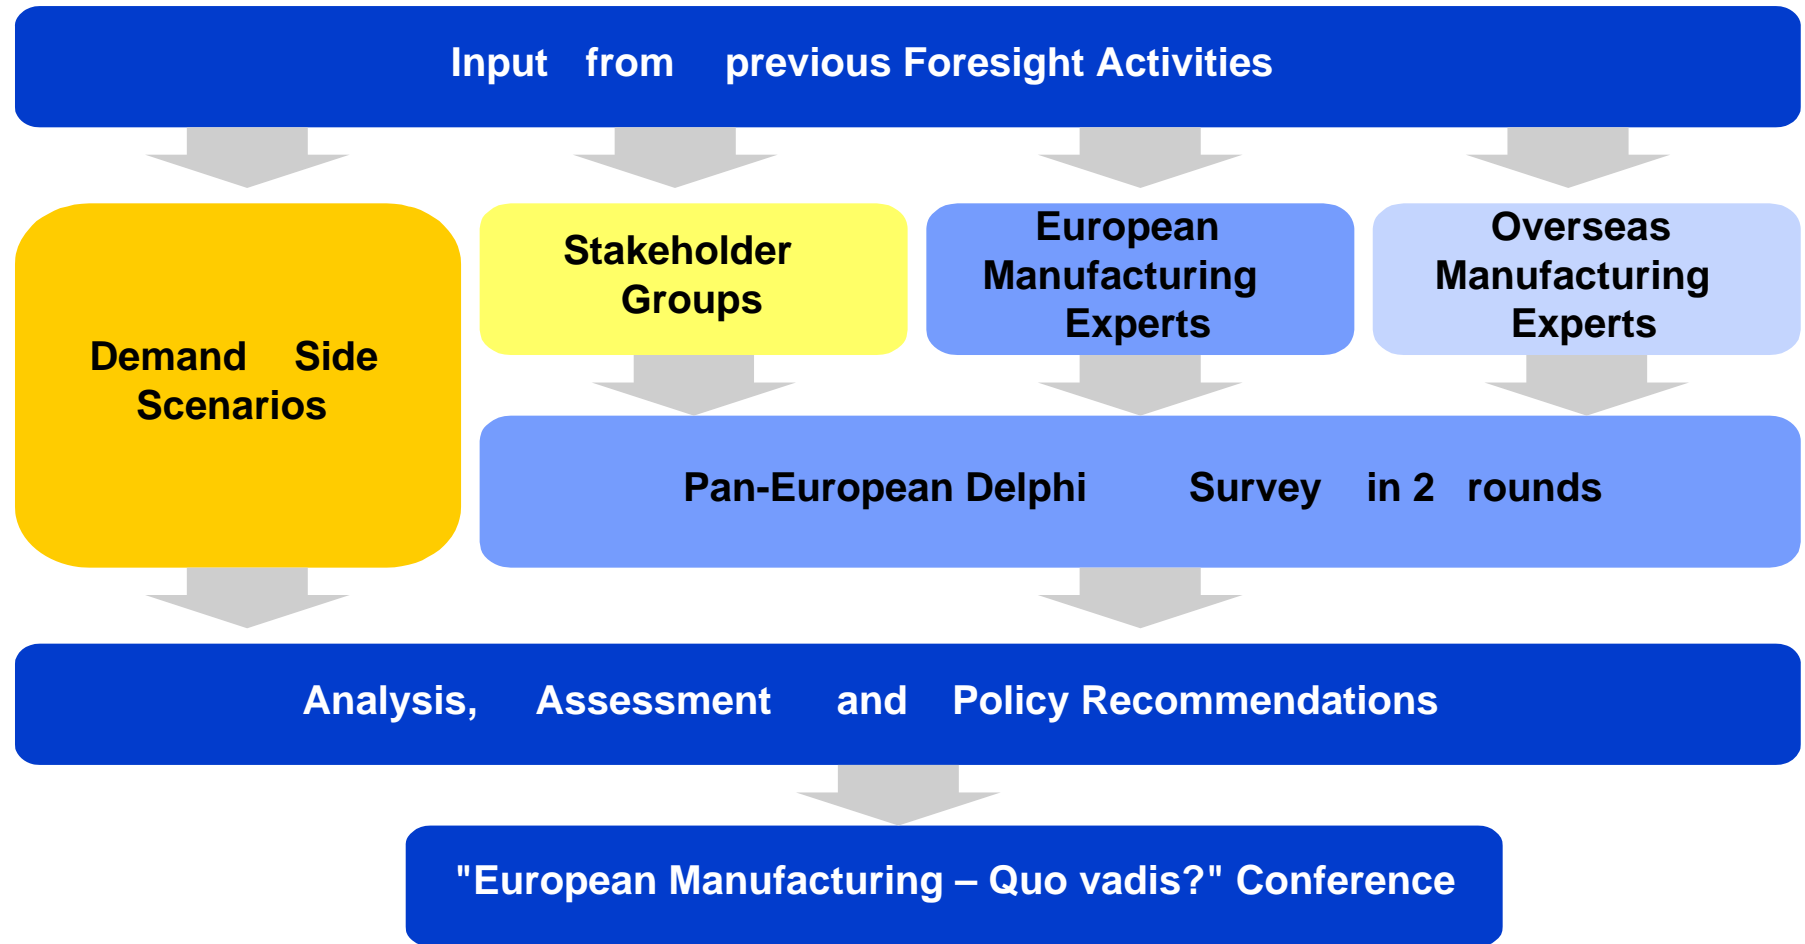 Input from previous Foresight Activities
Demand Side
Scenarios
Stakeholder
Groups
European
Manufacturing
Experts
Overseas
Manufacturing
Experts
Pan-European Delphi Survey in 2 rounds
Analysis, Assessment and Policy Recommendations
"European Manufacturing – Quo vadis?" Conference